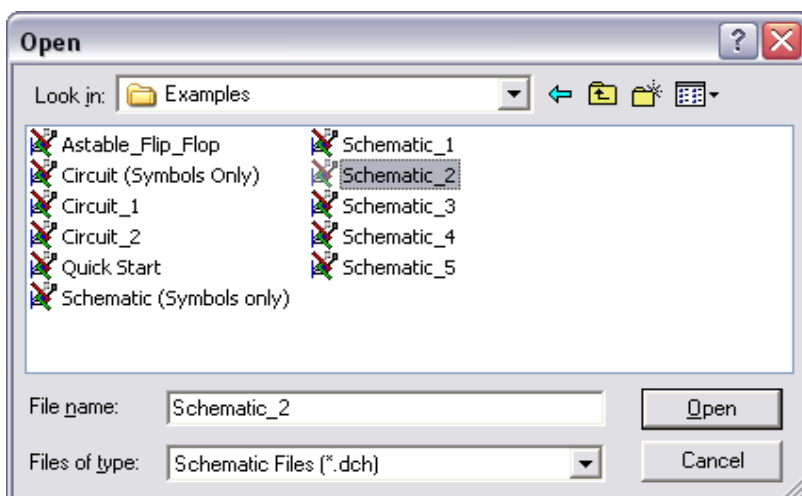 Open
Look in: Examples
Astable_Flip_Flop
Circuit (Symbols Only)
Circuit_1
Circuit_2
Quick Start
Schematic (Symbols only)
Schematic_1
Schematic_2
Schematic_3
Schematic_4
Schematic_5
File name: Schematic_2 Open
Files of type: Schematic Files (*.dch) Cancel